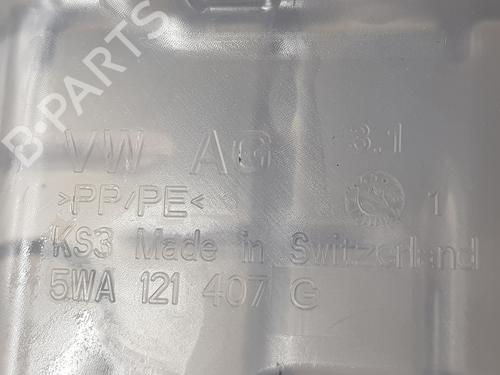 B-PARTS
VW AG 3.1
>PP/PE< 1
KS3 Made in Switzerland
5WA 121 407 G